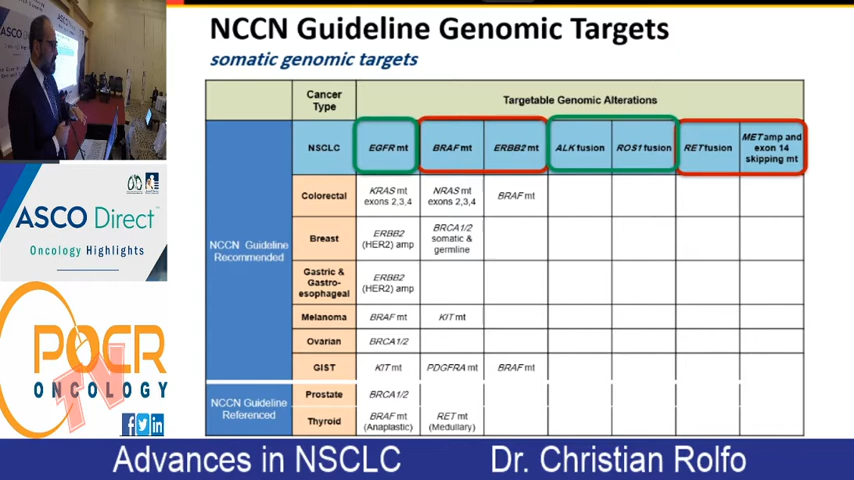 NCCN Guideline Genomic Targets
somatic genomic targets
Cancer
Type
Targetable Genomic Alterations
NCCN Guideline
Recommended
NSCLC
EGFR mt
BRAF mt
ERBB2 mt
ALK fusion
ROS1 fusion
RET fusion
MET amp and
exon 14
skipping mt
Colorectal
KRAS mt
exons 2,3,4
NRAS mt
exons 2,3,4
BRAF mt
Breast
ERBB2
(HER2) amp
BRCA1/2
somatic &
germline
Gastric &
Gastro-
esophageal
ERBB2
(HER2) amp
Melanoma
BRAF mt
KIT mt
Ovarian
BRCA1/2
GIST
KIT mt
PDGFRA mt
BRAF mt
NCCN Guideline
Referenced
Prostate
BRCA1/2
Thyroid
BRAF mt
(Anaplastic)
RET mt
(Medullary)
ASCO Direct™
Oncology Highlights
POER
ONCOLOGY
TN
Advances in NSCLC
Dr. Christian Rolfo